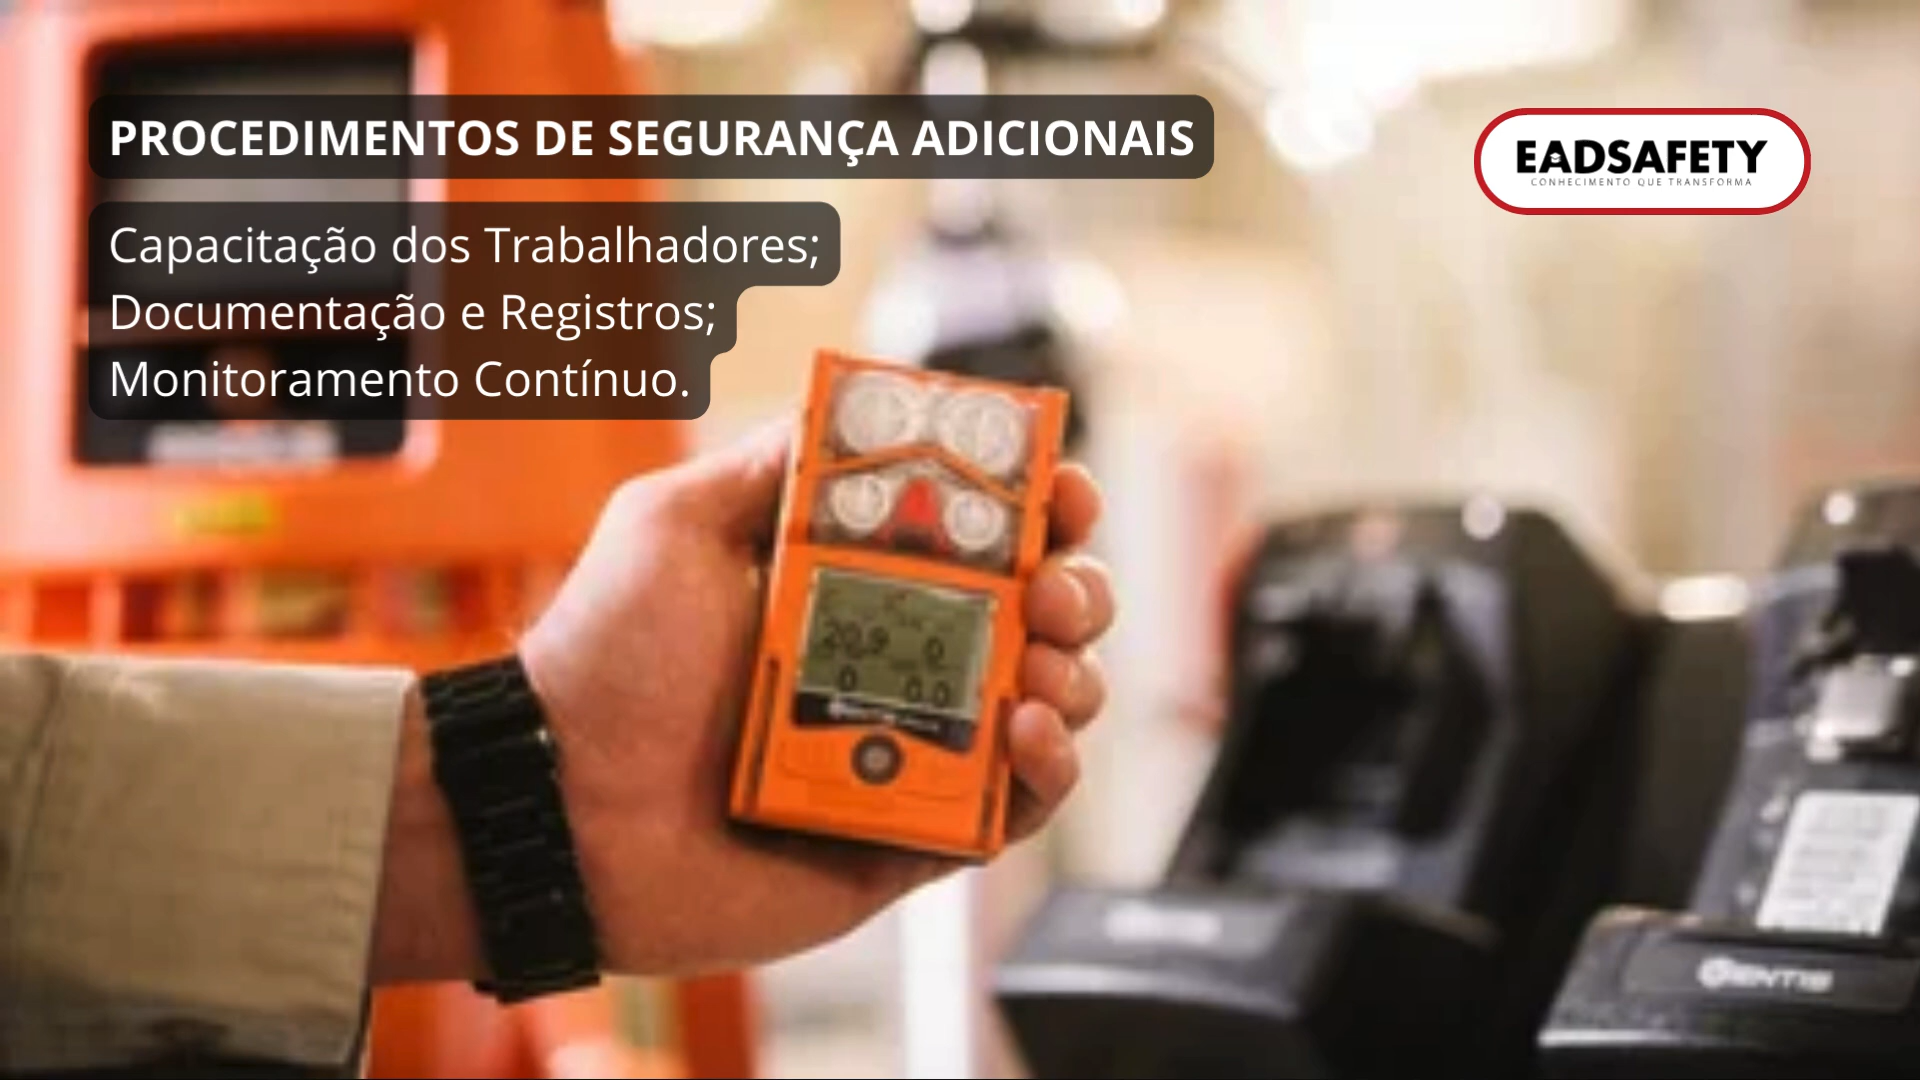 PROCEDIMENTOS DE SEGURANÇA ADICIONAIS
EADSAFETY
CONHECIMENTO QUE TRANSFORMA
Capacitação dos Trabalhadores;
Documentação e Registros;
Monitoramento Contínuo.
20.9 0
0 0.0